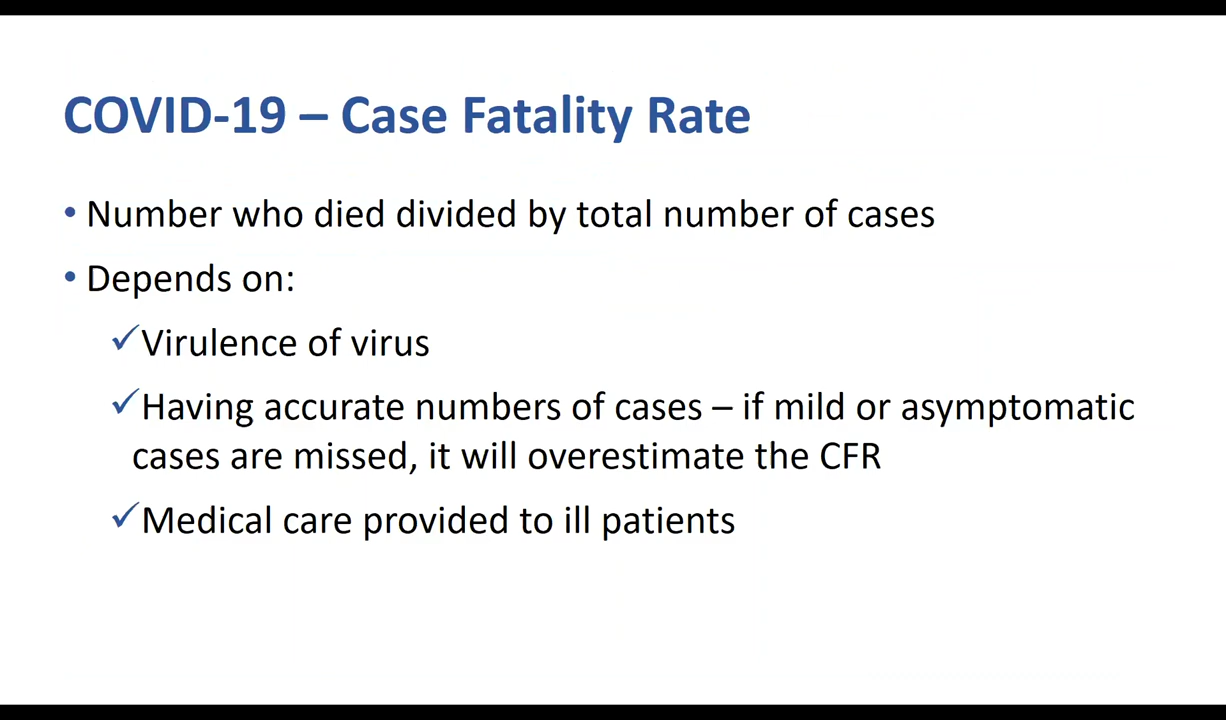 COVID-19 – Case Fatality Rate
• Number who died divided by total number of cases
• Depends on:
✓Virulence of virus
✓Having accurate numbers of cases – if mild or asymptomatic
cases are missed, it will overestimate the CFR
✓Medical care provided to ill patients